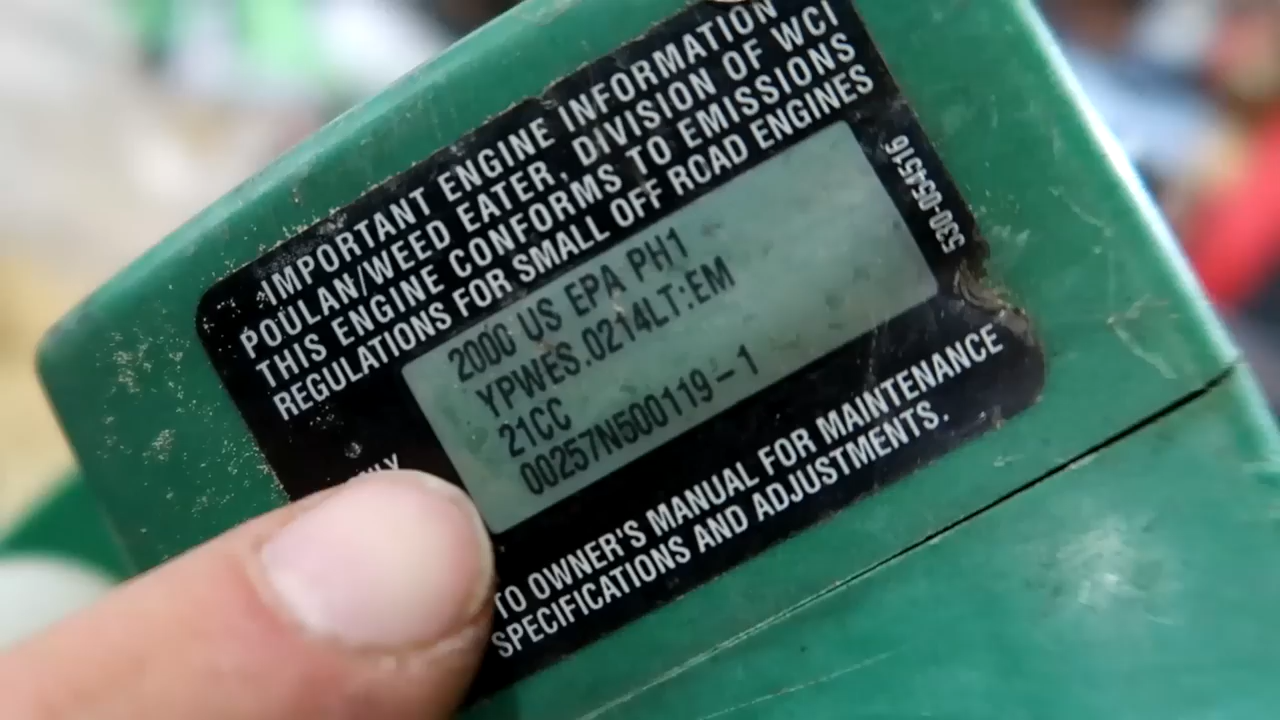 IMPORTANT ENGINE INFORMATION
POULAN/WEED EATER, DIVISION OF WCI
THIS ENGINE CONFORMS TO EMISSIONS
REGULATIONS FOR SMALL OFF ROAD ENGINES
530-054516
2000 US EPA PH1
YPWES.0214LT:EM
21CC
00257N500119-1
TO OWNER'S MANUAL FOR MAINTENANCE
SPECIFICATIONS AND ADJUSTMENTS.